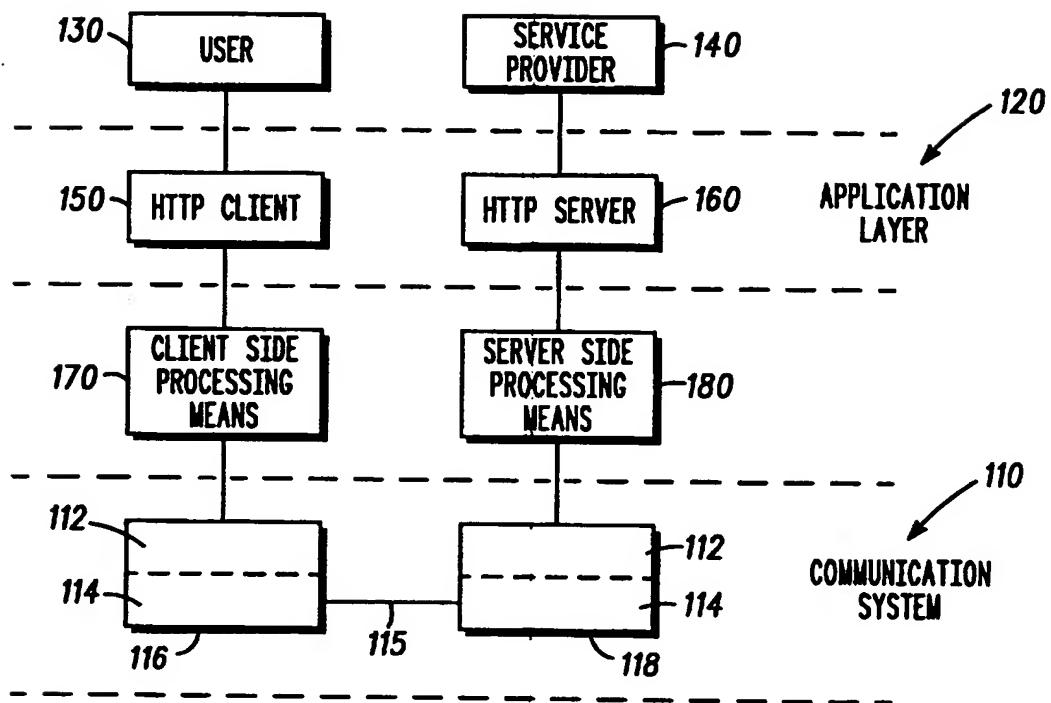 130
USER
SERVICE
PROVIDER
140
120
150
HTTP CLIENT
HTTP SERVER
160
APPLICATION
LAYER
170
CLIENT SIDE
PROCESSING
MEANS
SERVER SIDE
PROCESSING
MEANS
180
110
112
112
114
114
COMMUNICATION
SYSTEM
116
115
118